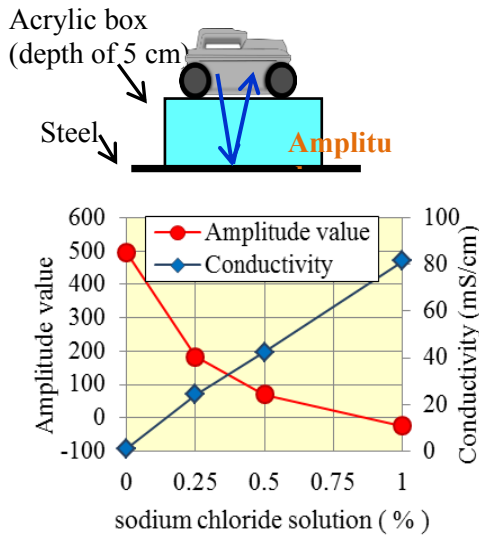 Acrylic box
(depth of 5 cm)
Steel
Amplitu
600
500
400
300
200
100
0
-100
Amplitude value
Amplitude value
Conductivity
100
80
60
40
20
0
Conductivity (mS/cm)
0 0.25 0.5 1
sodium chloride solution ( % )